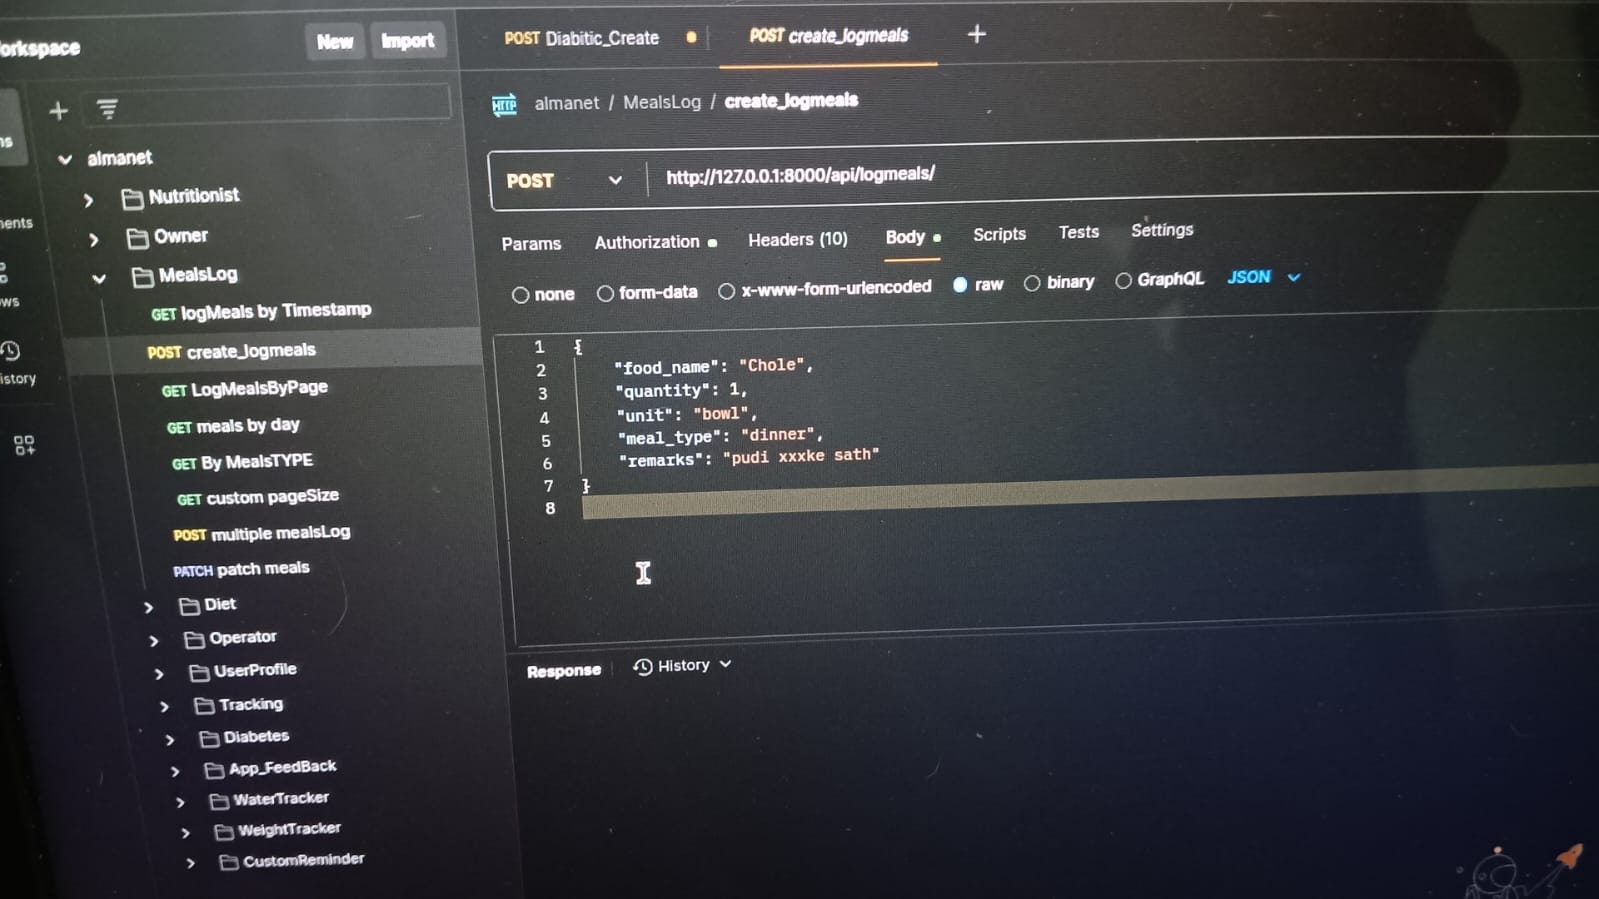 orkspace
New
Import
POST Diabitic_Create
POST create_logmeals
almanet / MealsLog / create_logmeals
almanet
Nutritionist
Owner
MealsLog
GET logMeals by Timestamp
POST create_logmeals
GET LogMealsByPage
GET meals by day
GET By MealsTYPE
GET custom pageSize
POST multiple mealsLog
PATCH patch meals
Diet
Operator
UserProfile
Tracking
Diabetes
App_FeedBack
WaterTracker
WeightTracker
CustomReminder
ns
nents
ws
istory
HTTP
POST
http://127.0.0.1:8000/api/logmeals/
Params
Authorization
Headers (10)
Body
Scripts
Tests
Settings
none
form-data
x-www-form-urlencoded
raw
binary
GraphQL
JSON
1 {
2 "food_name": "Chole",
3 "quantity": 1,
4 "unit": "bowl",
5 "meal_type": "dinner",
6 "remarks": "pudi xxxke sath"
7 }
8
Response
History